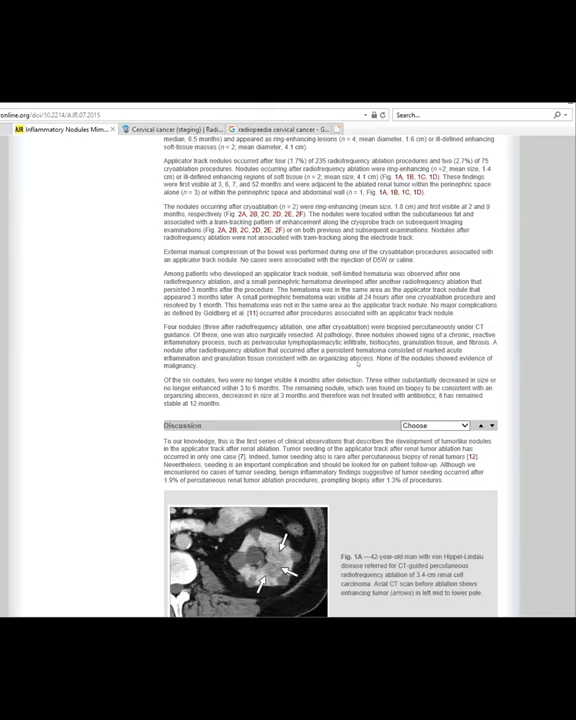 ronline.org/doi/10.2214/AJR.07.2015
Search...
AJR Inflammatory Nodules Mim...
Cervical cancer (staging) | Radi...
radiopaedia cervical cancer - G...
median, 6.5 months) and appeared as ring-enhancing lesions (n = 4; mean diameter, 1.6 cm) or ill-defined enhancing
soft-tissue masses (n = 2; mean diameter, 4.1 cm).
Applicator track nodules occurred after four (1.7%) of 235 radiofrequency ablation procedures and two (2.7%) of 75
cryoablation procedures. Nodules occurring after radiofrequency ablation were ring-enhancing (n =2; mean size, 1.4
cm) or ill-defined enhancing regions of soft tissue (n = 2; mean size, 4.1 cm) (Fig. 1A, 1B, 1C, 1D). These findings
were first visible at 3, 6, 7, and 52 months and were adjacent to the ablated renal tumor within the perinephric space
alone (n = 3) or within the perinephric space and abdominal wall (n = 1, Fig. 1A, 1B, 1C, 1D).
The nodules occurring after cryoablation (n = 2) were ring-enhancing (mean size, 1.8 cm) and first visible at 2 and 9
months, respectively (Fig. 2A, 2B, 2C, 2D, 2E, 2F). The nodules were located within the subcutaneous fat and
associated with a tram-tracking pattern of enhancement along the cryoprobe track on subsequent imaging
examinations (Fig. 2A, 2B, 2C, 2D, 2E, 2F) or on both previous and subsequent examinations. Nodules after
radiofrequency ablation were not associated with tram-tracking along the electrode track.
External manual compression of the bowel was performed during one of the cryoablation procedures associated with
an applicator track nodule. No cases were associated with the injection of D5W or saline.
Among patients who developed an applicator track nodule, self-limited hematuria was observed after one
radiofrequency ablation, and a small perinephric hematoma developed after another radiofrequency ablation that
persisted 3 months after the procedure. The hematoma was in the same area as the applicator track nodule that
appeared 3 months later. A small perinephric hematoma was visible at 24 hours after one cryoablation procedure and
resolved by 1 month. This hematoma was not in the same area as the applicator track nodule. No major complications
as defined by Goldberg et al. [11] occurred after procedures associated with an applicator track nodule.
Four nodules (three after radiofrequency ablation, one after cryoablation) were biopsied percutaneously under CT
guidance. Of these, one was also surgically resected. At pathology, three nodules showed signs of a chronic, reactive
inflammatory process, such as perivascular lymphoplasmacytic infiltrate, histiocytes, granulation tissue, and fibrosis. A
nodule after radiofrequency ablation that occurred after a persistent hematoma consisted of marked acute
inflammation and granulation tissue consistent with an organizing abscess. None of the nodules showed evidence of
malignancy.
Of the six nodules, two were no longer visible 4 months after detection. Three either substantially decreased in size or
no longer enhanced within 3 to 6 months. The remaining nodule, which was found on biopsy to be consistent with an
organizing abscess, decreased in size at 3 months and therefore was not treated with antibiotics; it has remained
stable at 12 months.
Discussion
Choose
To our knowledge, this is the first series of clinical observations that describes the development of tumorlike nodules
in the applicator track after renal ablation. Tumor seeding of the applicator track after renal tumor ablation has
occurred in only one case [7]. Indeed, tumor seeding also is rare after percutaneous biopsy of renal tumors [12].
Nevertheless, seeding is an important complication and should be looked for on patient follow-up. Although we
encountered no cases of tumor seeding, benign inflammatory findings suggestive of tumor seeding occurred after
1.9% of percutaneous renal tumor ablation procedures, prompting biopsy after 1.3% of procedures.
Fig. 1A —42-year-old man with von Hippel-Lindau
disease referred for CT-guided percutaneous
radiofrequency ablation of 3.4-cm renal cell
carcinoma. Axial CT scan before ablation shows
enhancing tumor (arrows) in left mid to lower pole.